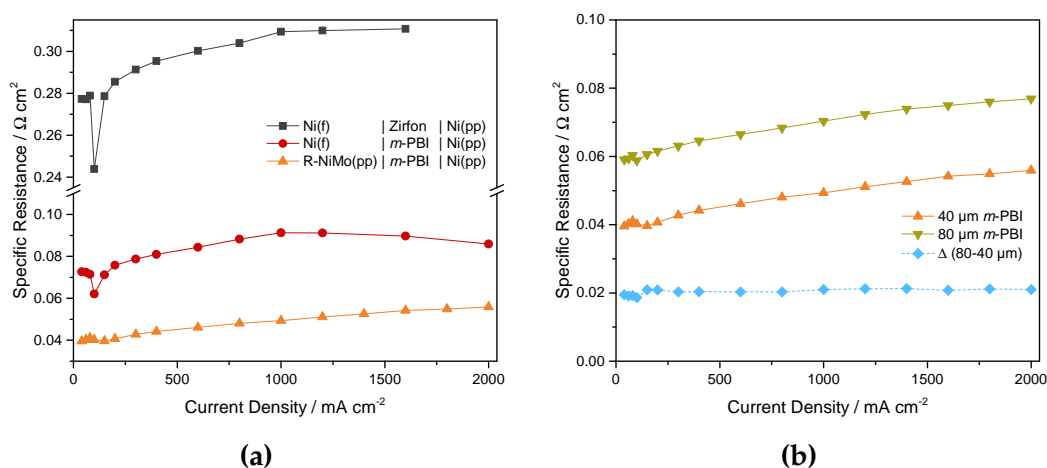 0.30
0.28
0.26
0.24
0.10
0.08
0.06
0.04
Specific Resistance / Ω cm²
Ni(f) | Zirfon | Ni(pp)
Ni(f) | m-PBI | Ni(pp)
R-NiMo(pp) | m-PBI | Ni(pp)
0 500 1000 1500 2000
Current Density / mA cm⁻²
(a)
0.10
0.08
0.06
0.04
0.02
0.00
Specific Resistance / Ω cm²
40 µm m-PBI
80 µm m-PBI
Δ (80-40 µm)
0 500 1000 1500 2000
Current Density / mA cm⁻²
(b)